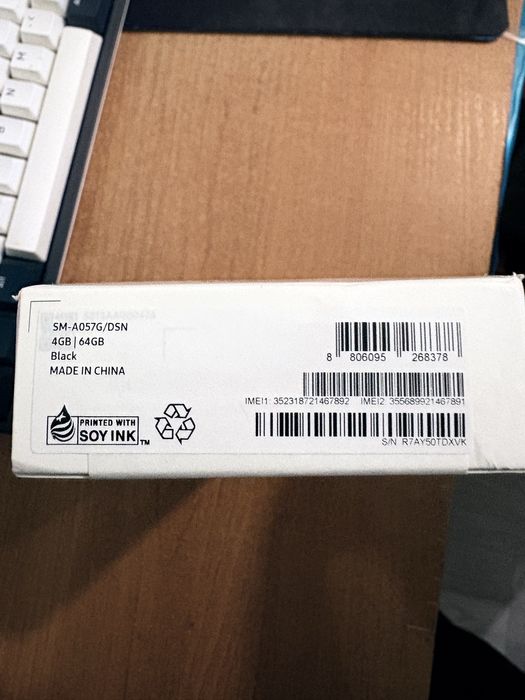 SM-A057G/DSN
4GB | 64GB
Black
MADE IN CHINA
PRINTED WITH
SOY INK TM
8 806095 268378
IMEI1: 352318721467892 IMEI2: 355689921467891
S/N R7AY50TDXVK